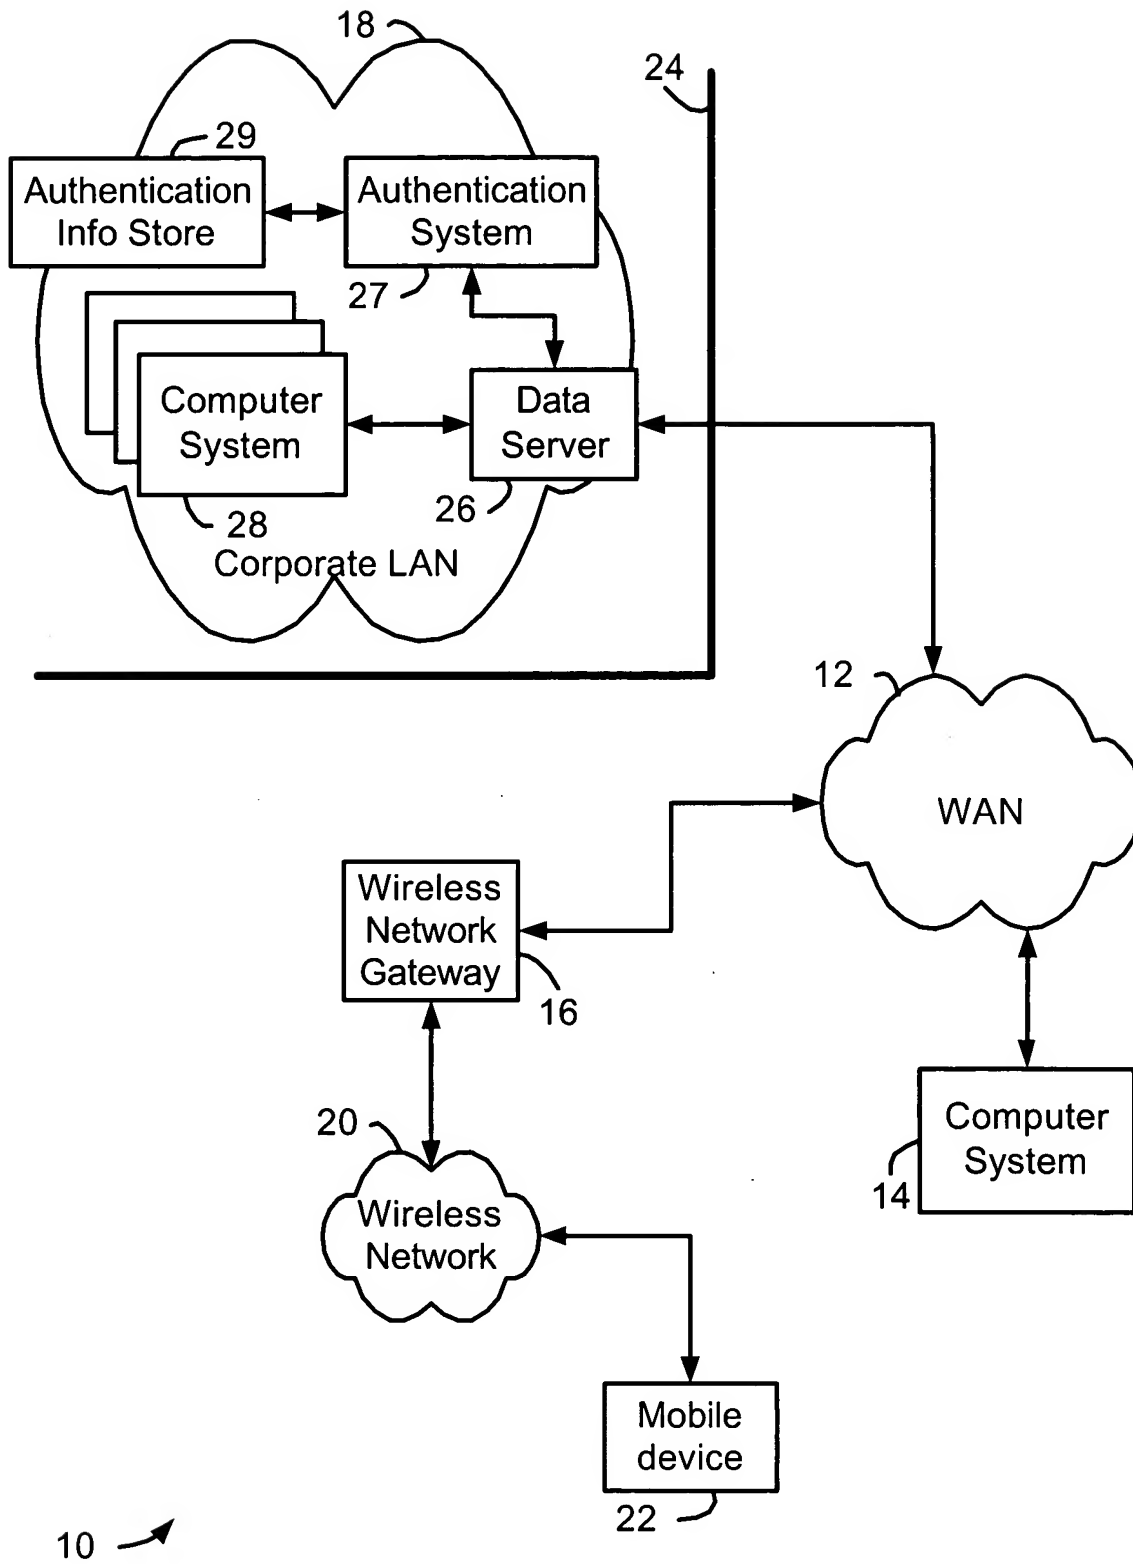 18
24
29
Authentication
Info Store
Authentication
System
27
Computer
System
Data
Server
28
26
Corporate LAN
12
WAN
Wireless
Network
Gateway
16
20
Wireless
Network
Computer
System
14
Mobile
device
22
10